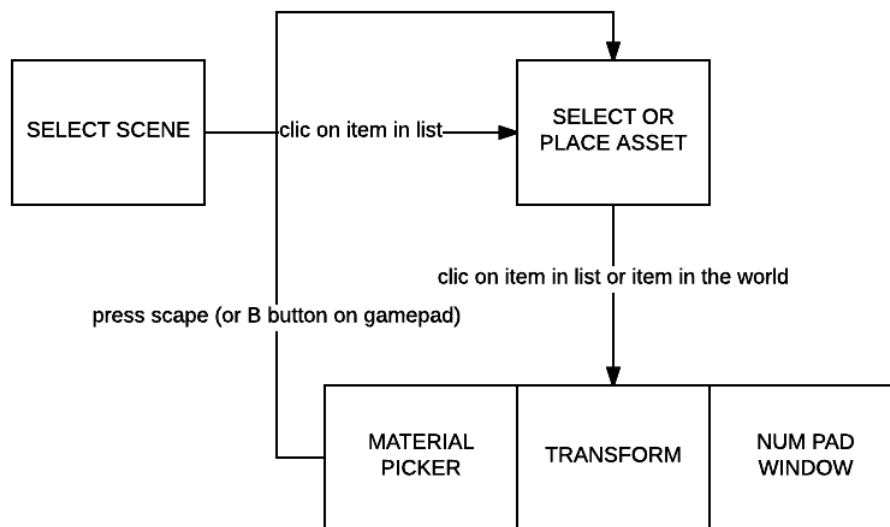 SELECT SCENE
clic on item in list
SELECT OR
PLACE ASSET
clic on item in list or item in the world
press scape (or B button on gamepad)
MATERIAL
PICKER
TRANSFORM
NUM PAD
WINDOW